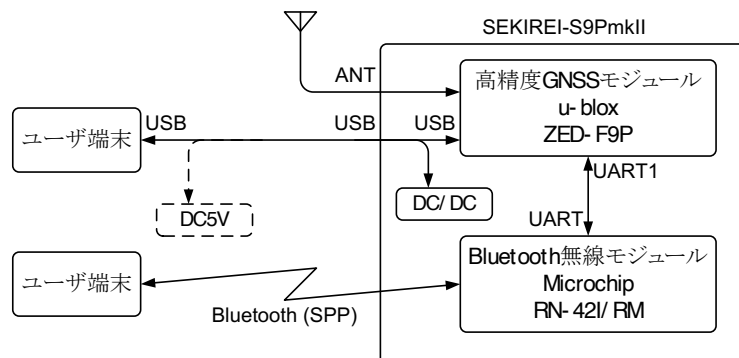 SEKIREI-S9PmkII
ANT
高精度GNSSモジュール
u-blox
ZED-F9P
ユーザ端末
USB
USB
USB
DC5V
DC/DC
UART1
UART
Bluetooth無線モジュール
Microchip
RN-42I/RM
ユーザ端末
Bluetooth (SPP)